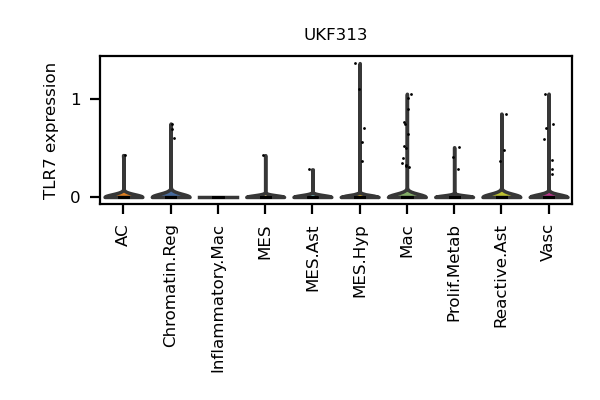 UKF313
TLR7 expression
1
0
AC
Chromatin.Reg
Inflammatory.Mac
MES
MES.Ast
MES.Hyp
Mac
Prolif.Metab
Reactive.Ast
Vasc